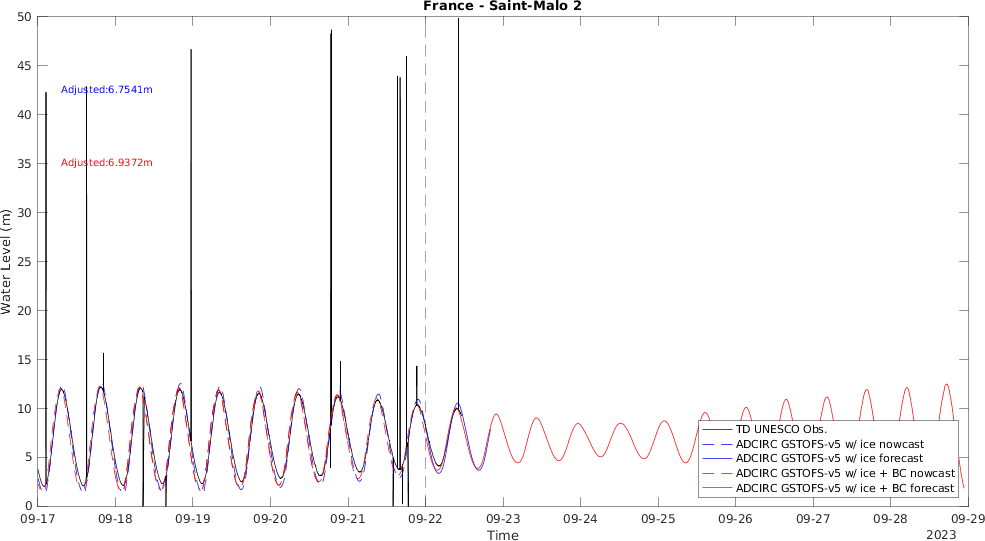 France - Saint-Malo 2
50
45
40
35
30
25
20
15
10
5
0
Water Level (m)
Adjusted:6.7541m
Adjusted:6.9372m
TD UNESCO Obs.
ADCIRC GSTOFS-v5 w/ ice nowcast
ADCIRC GSTOFS-v5 w/ ice forecast
ADCIRC GSTOFS-v5 w/ ice + BC nowcast
ADCIRC GSTOFS-v5 w/ ice + BC forecast
09-17 09-18 09-19 09-20 09-21 09-22 09-23 09-24 09-25 09-26 09-27 09-28 09-29
Time
2023